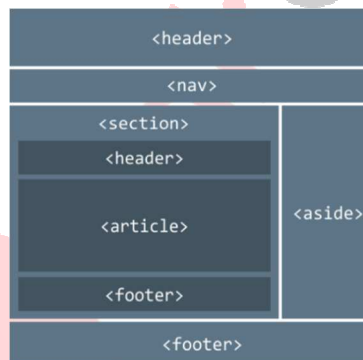 <header>
<nav>
<section>
<header>
<article>
<footer>
<aside>
<footer>